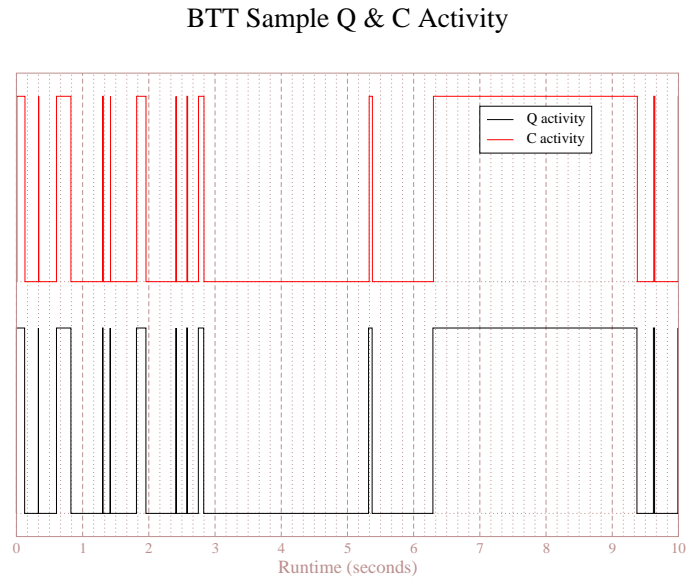 BTT Sample Q & C Activity
Q activity
C activity
0 1 2 3 4 5 6 7 8 9 10
Runtime (seconds)